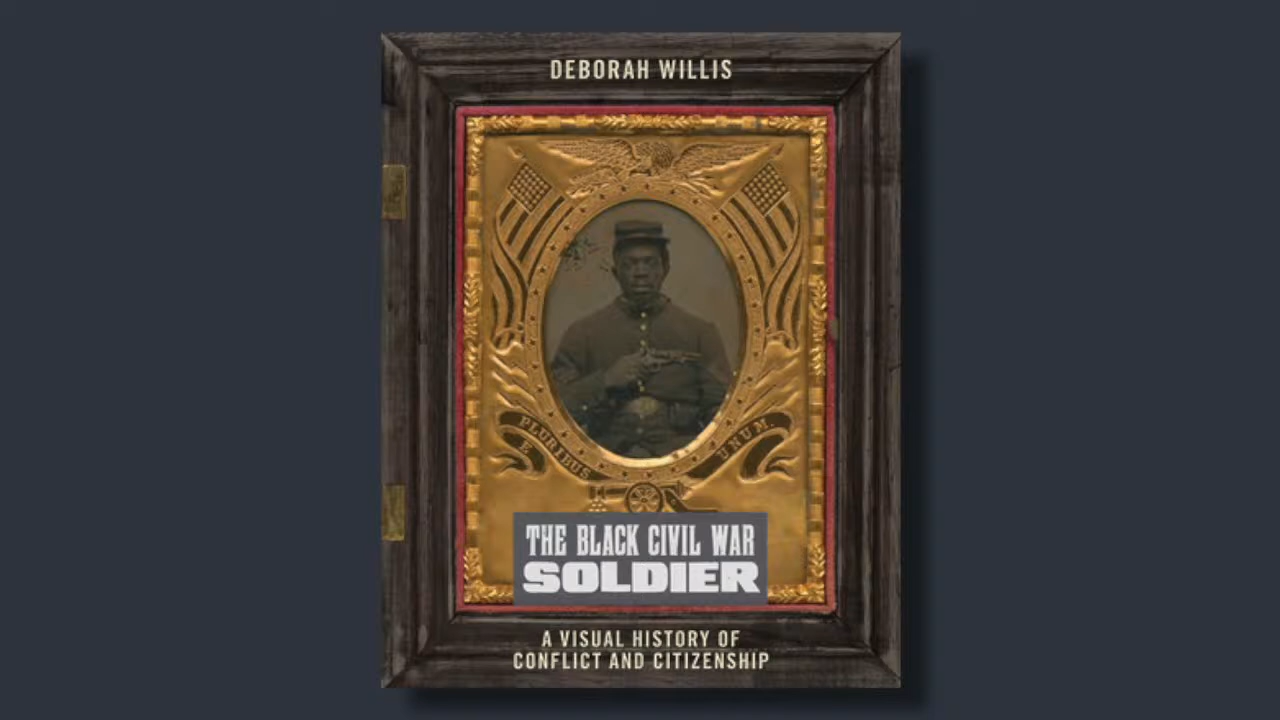 DEBORAH WILLIS
E PLURIBUS UNUM.
THE BLACK CIVIL WAR
SOLDIER
A VISUAL HISTORY OF
CONFLICT AND CITIZENSHIP